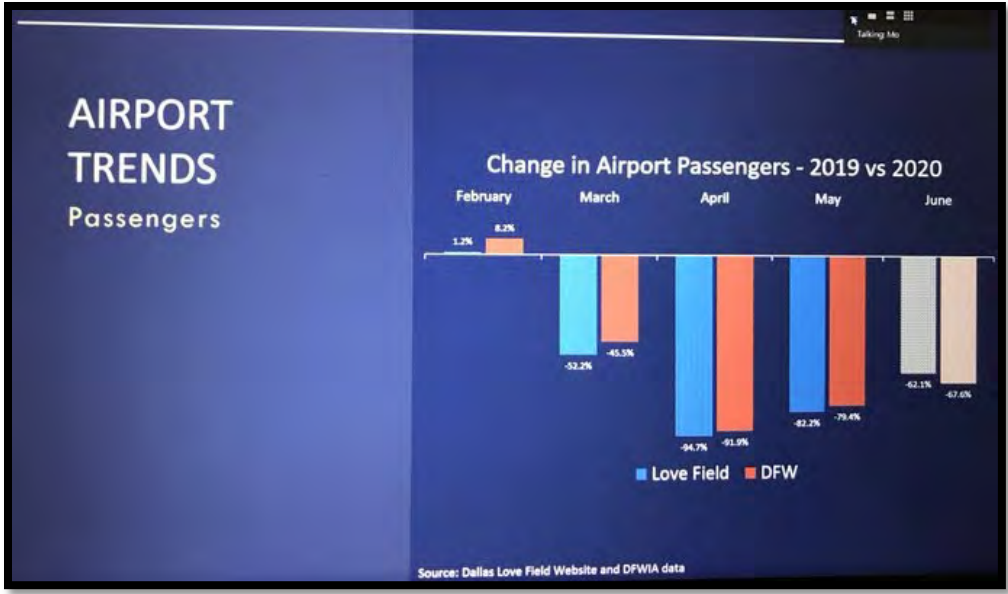 Talking Mo
AIRPORT
TRENDS
Passengers
Change in Airport Passengers - 2019 vs 2020
February March April May June
1.2% 8.2%
-52.2% -45.5%
-94.7% -91.9%
-82.2% -79.4%
-62.1% -67.6%
Love Field DFW
Source: Dallas Love Field Website and DFWIA data